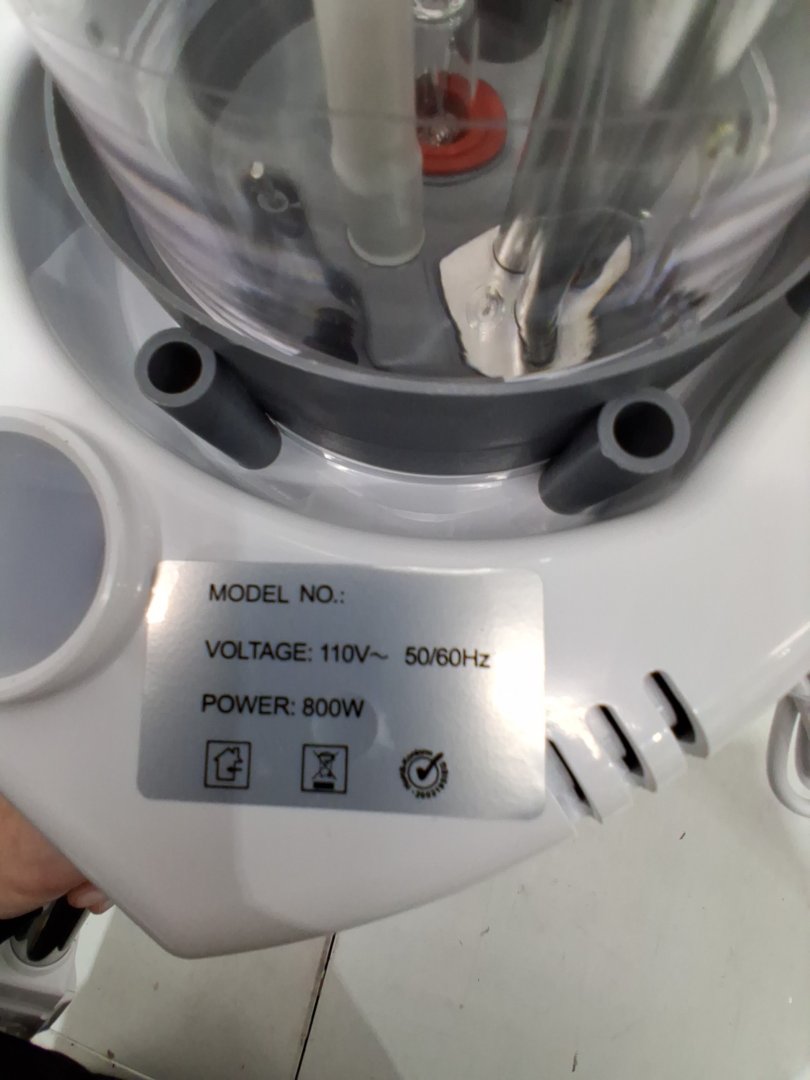 MODEL NO.:
VOLTAGE: 110V~ 50/60Hz
POWER: 800W